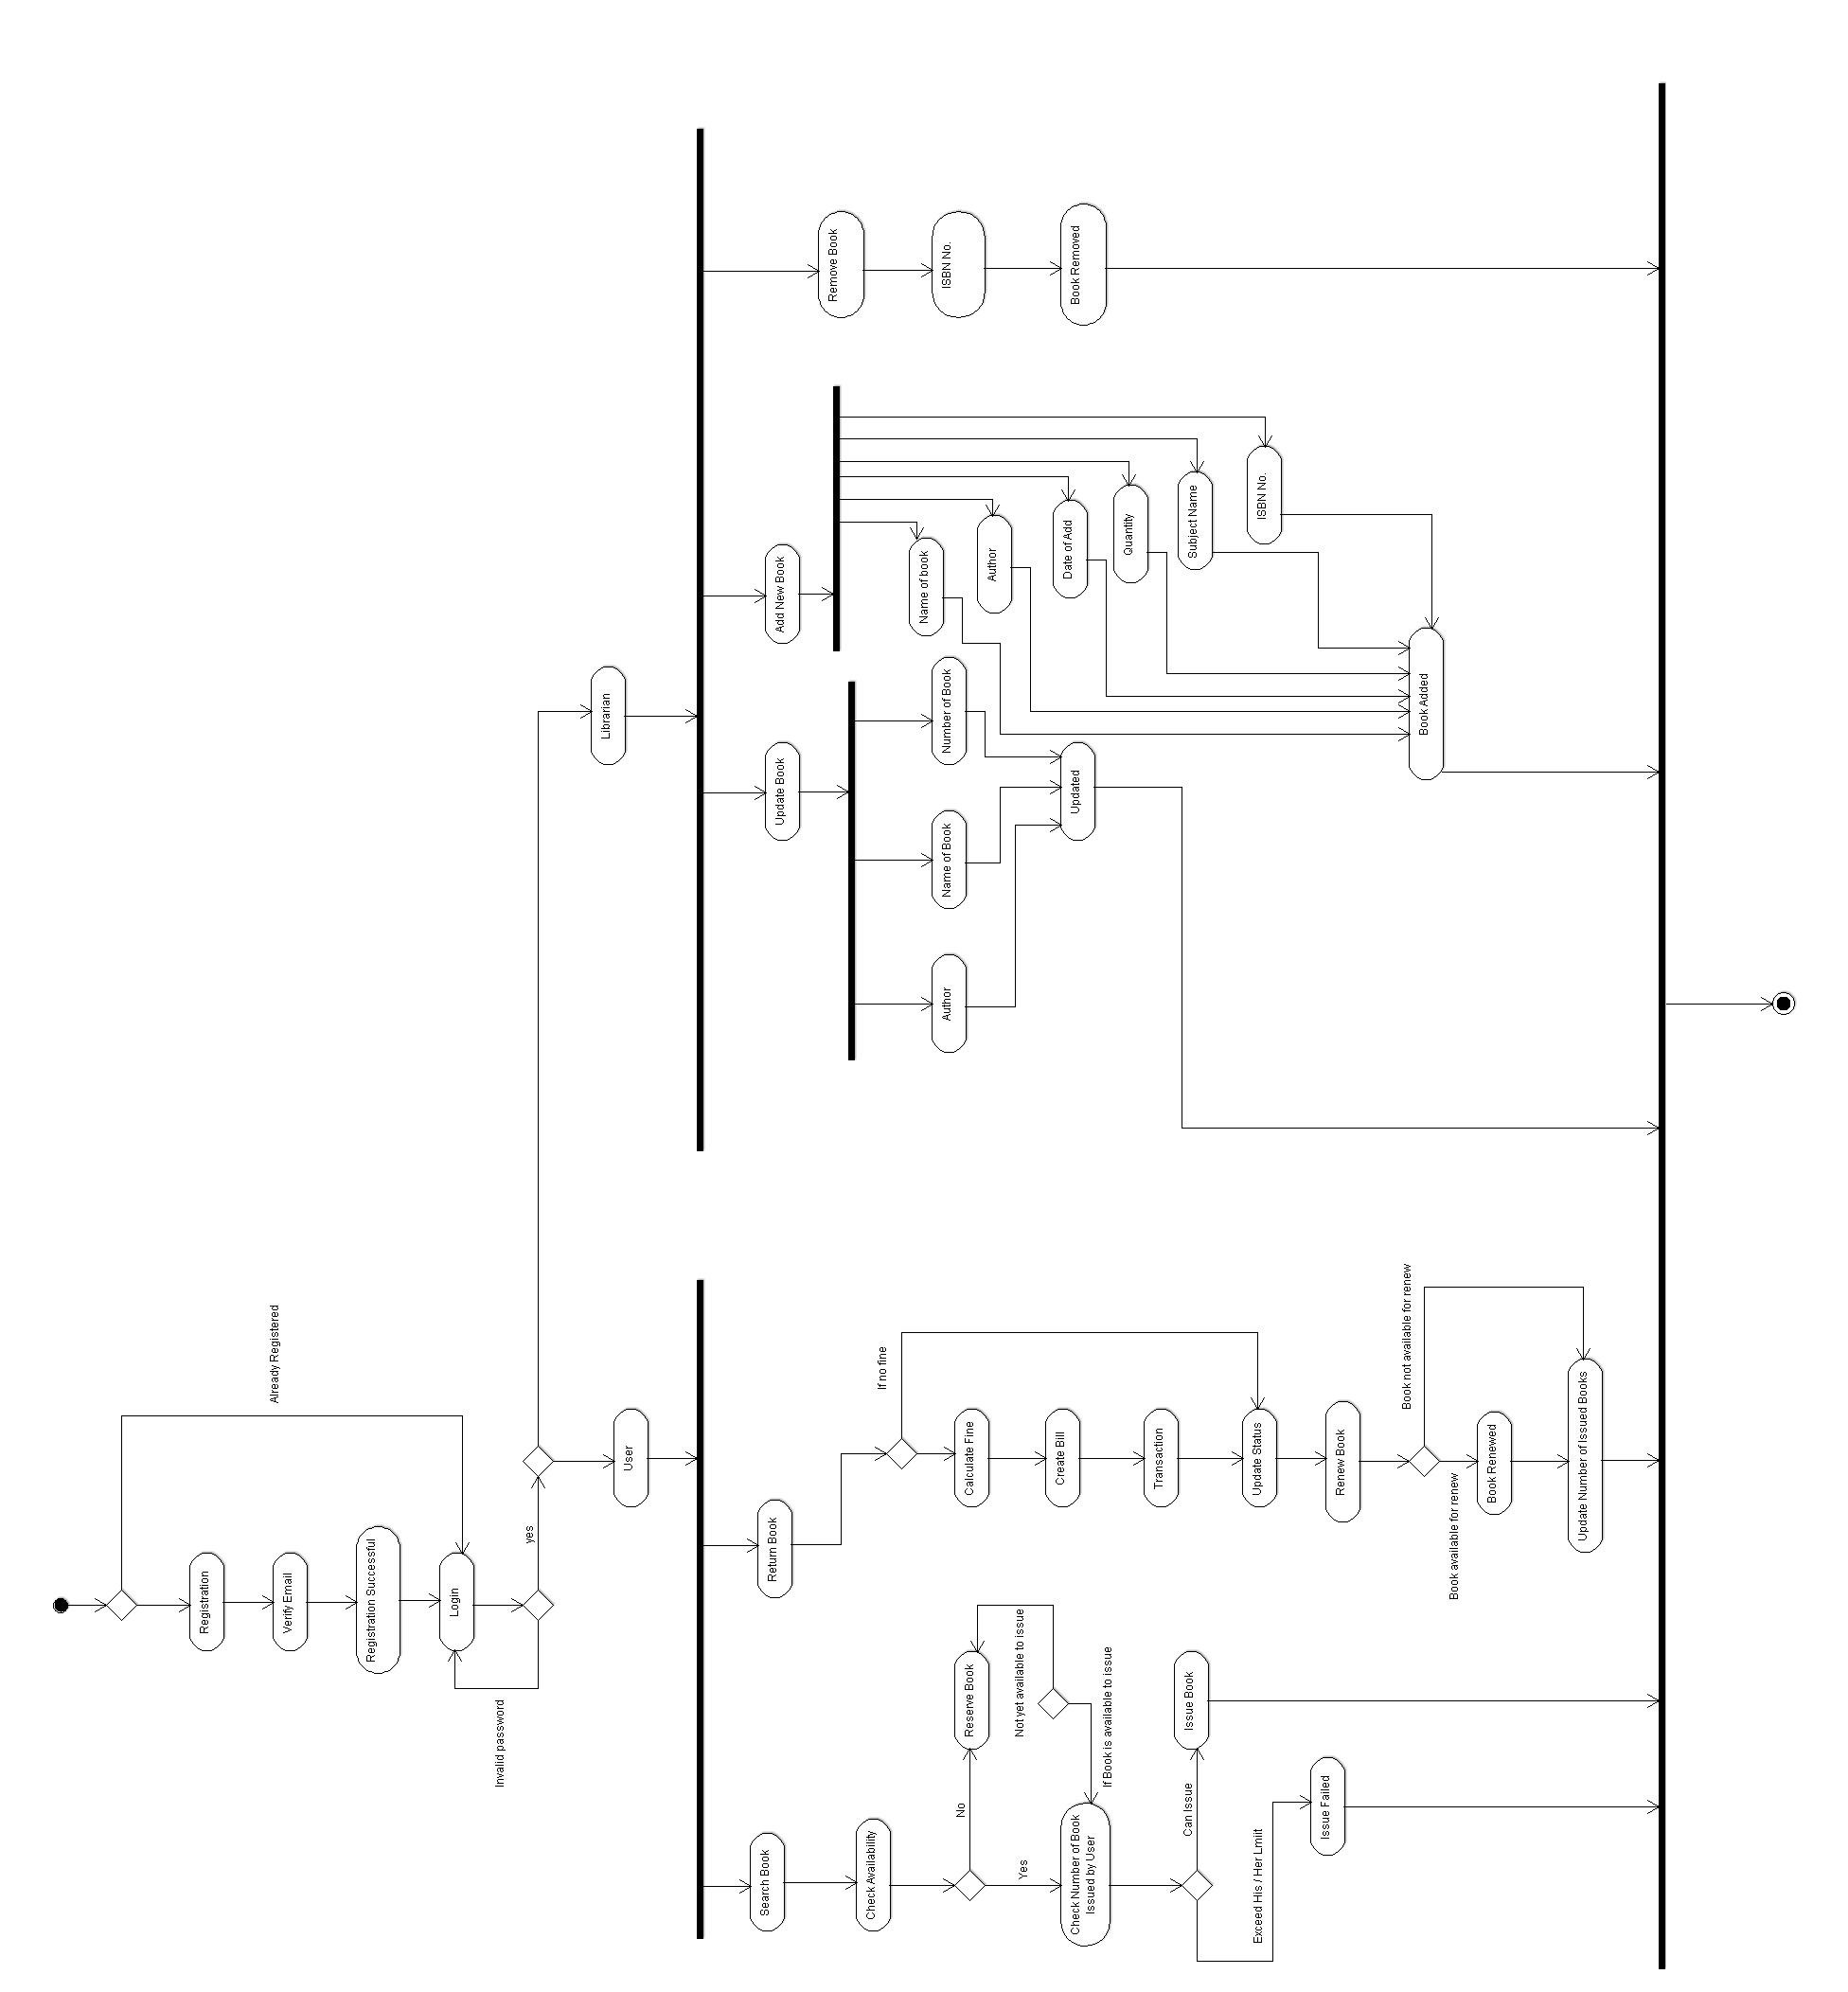 Already Registered
Registration
Verify Email
Registration Successful
Login
Invalid password
yes
Librarian
User
Search Book
Check Availability
No
Yes
Reserve Book
Not yet available to issue
If Book is available to issue
Check Number of Book
Issued by User
Can Issue
Issue Book
Exceed His / Her Lmiit
Issue Failed
Return Book
If no fine
Calculate Fine
Create Bill
Transaction
Update Status
Renew Book
Book not available for renew
Book available for renew
Book Renewed
Update Number of Issued Books
Update Book
Author
Name of Book
Number of Book
Updated
Add New Book
Name of book
Author
Date of Add
Quantity
Subject Name
ISBN No.
Book Added
Remove Book
ISBN No.
Book Removed